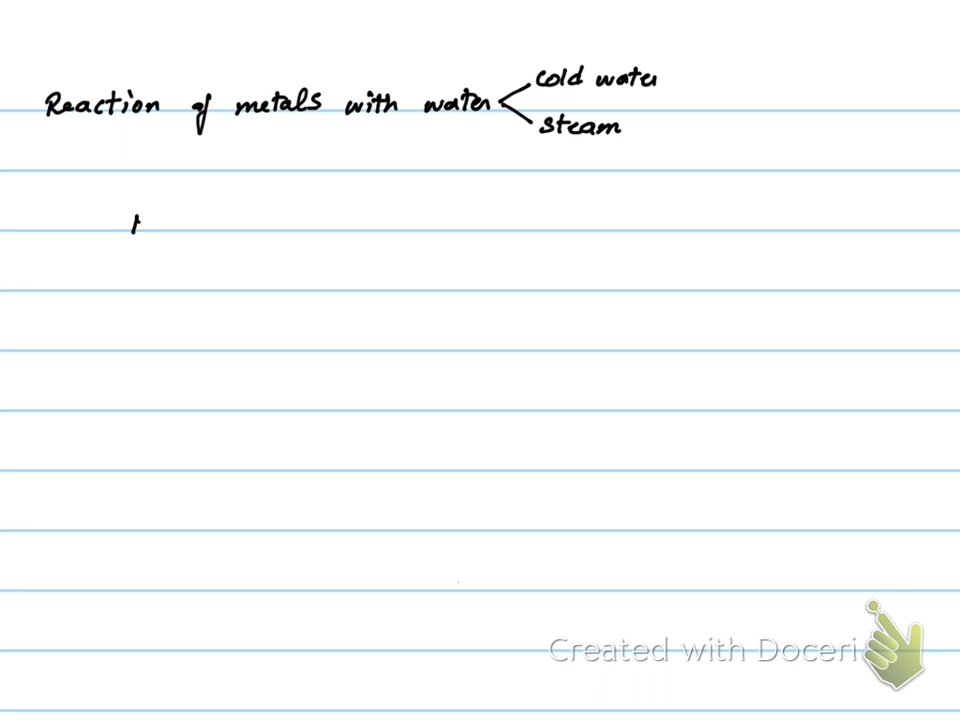 Reaction of metals with water
cold water
steam
Created with Doceri